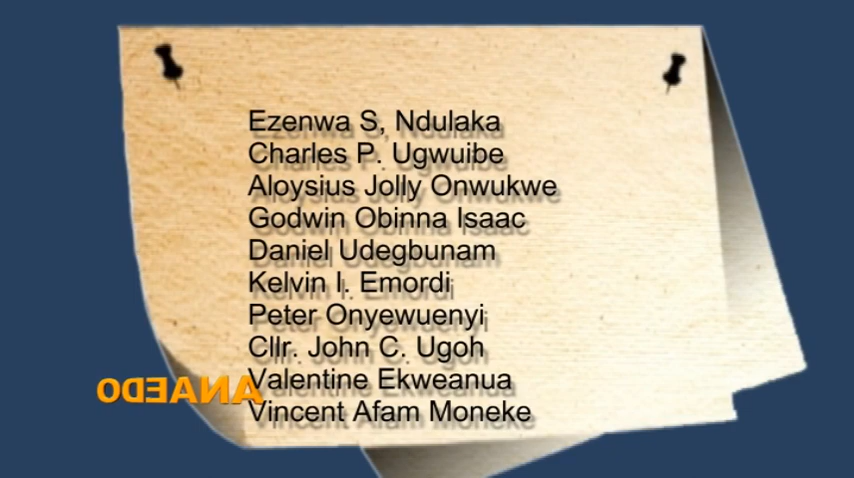 Ezenwa S, Ndulaka
Charles P. Ugwuibe
Aloysius Jolly Onwukwe
Godwin Obinna Isaac
Daniel Udegbunam
Kelvin I. Emordi
Peter Onyewuenyi
Cllr. John C. Ugoh
Valentine Ekweanua
Vincent Afam Moneke
ANAEDO